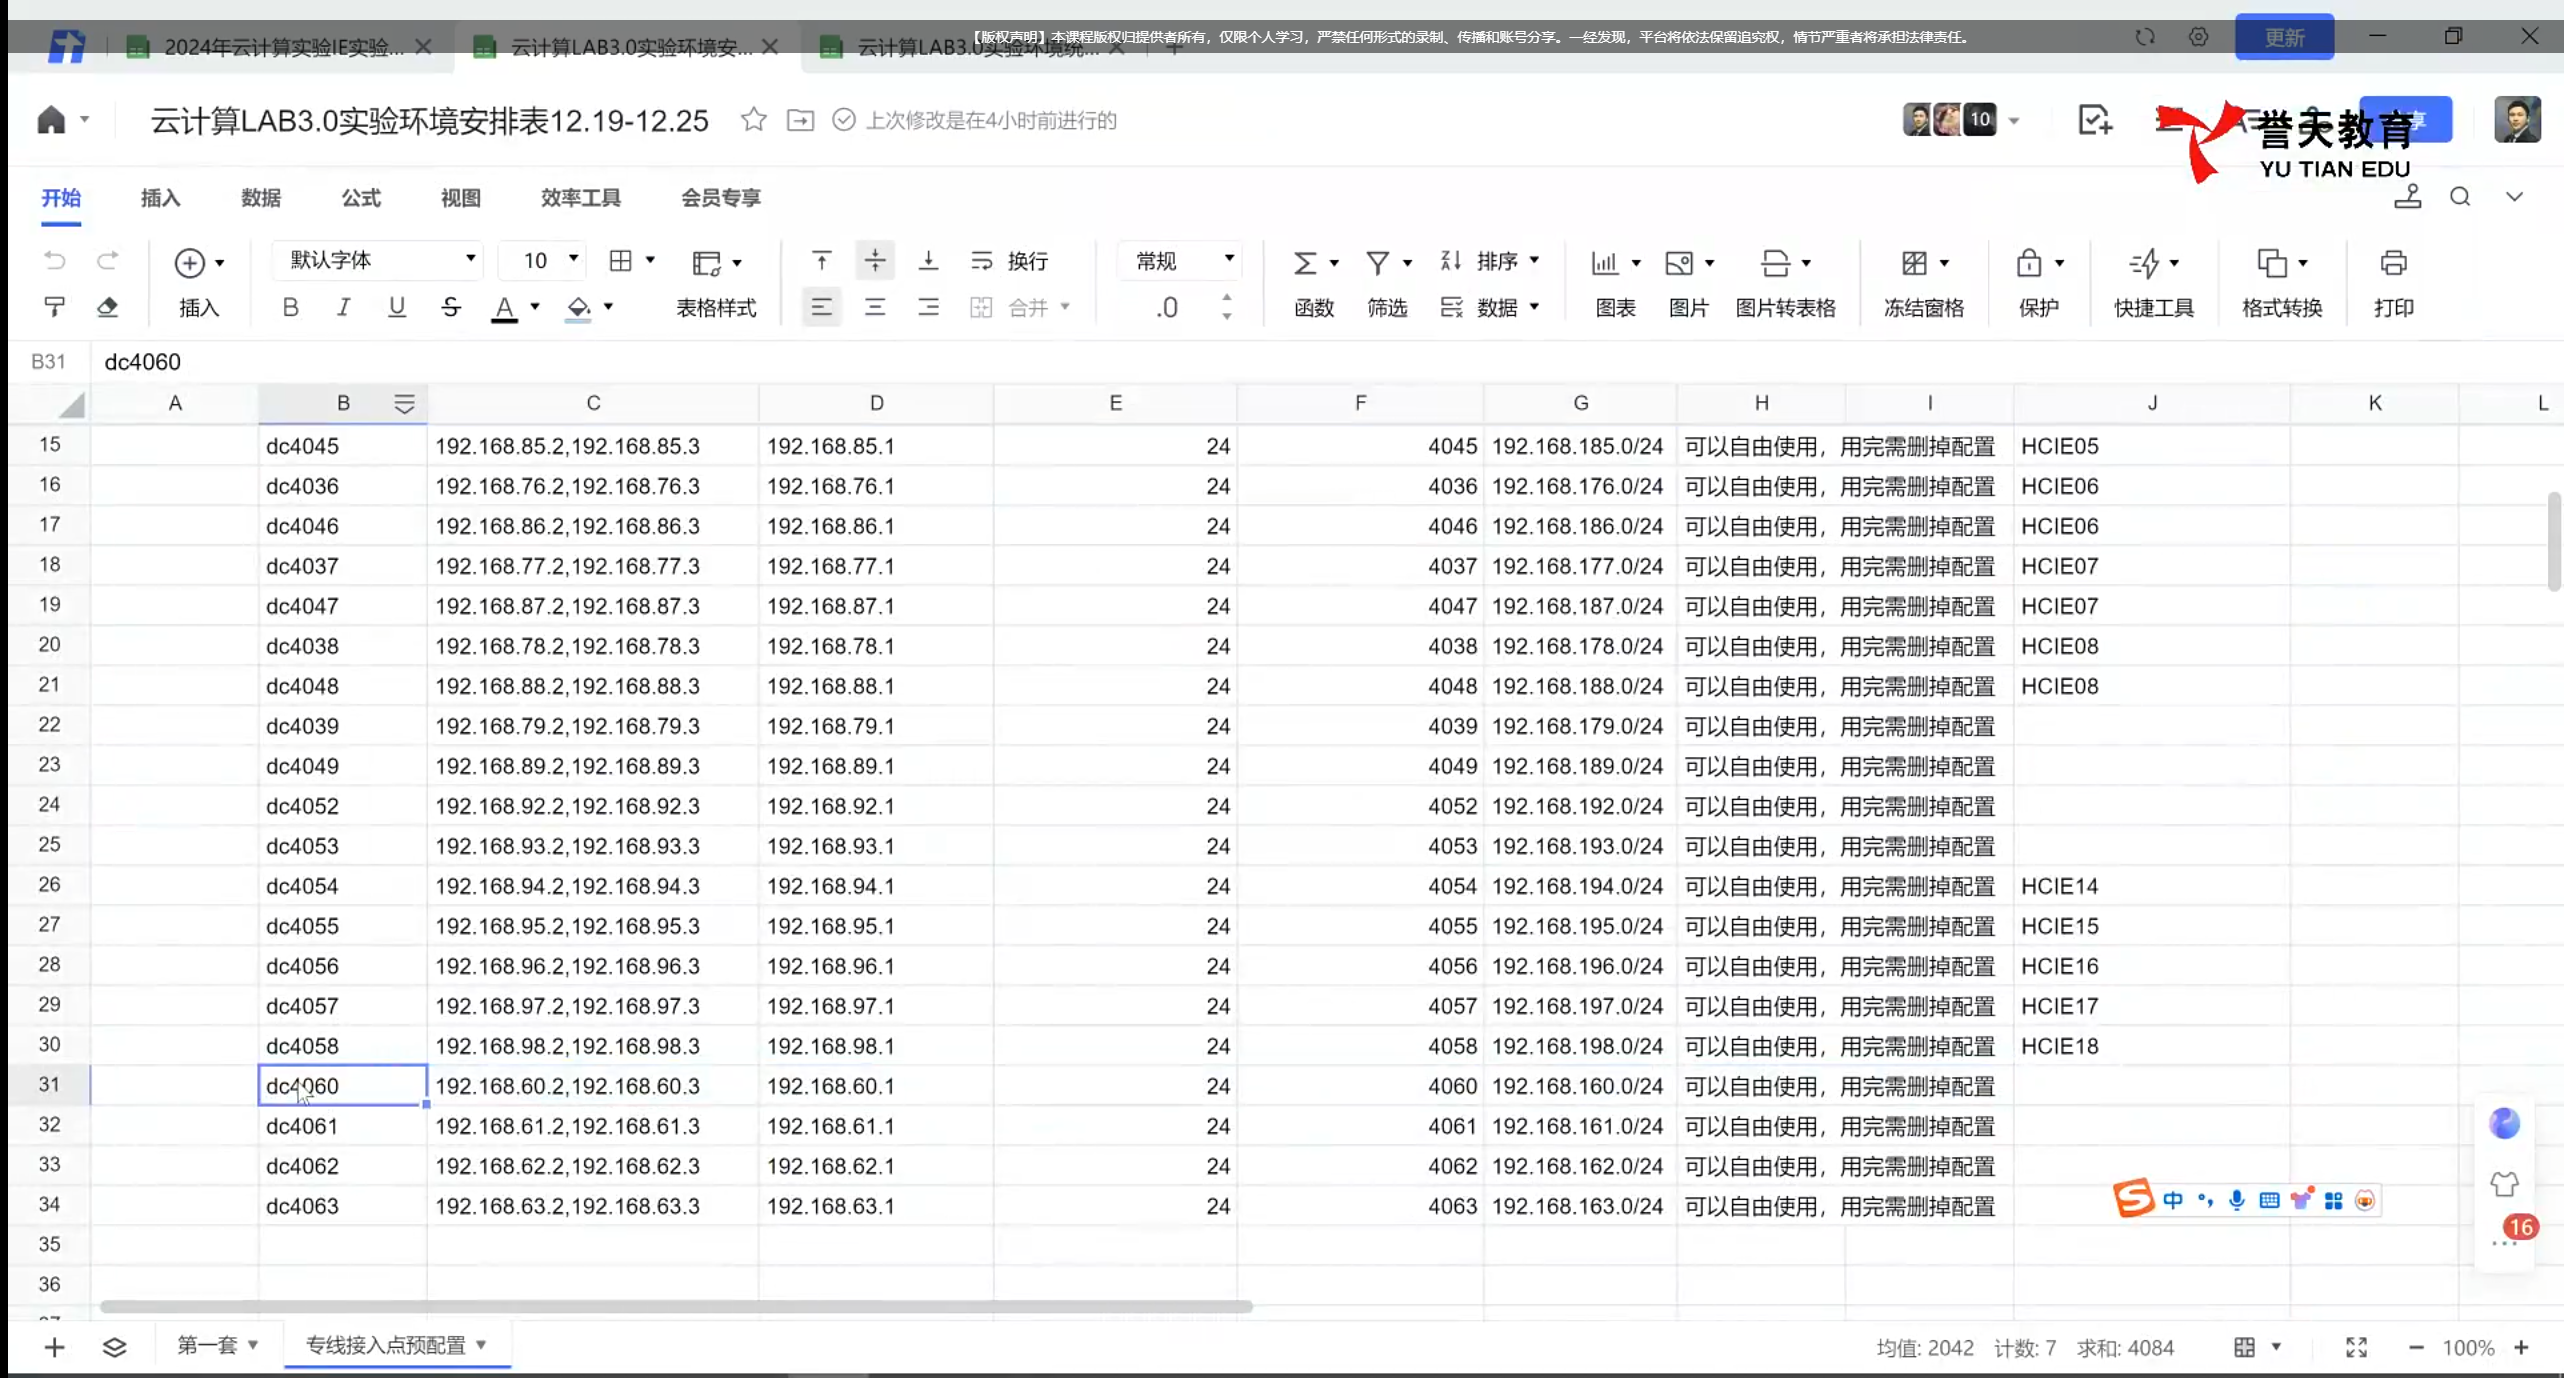 【版权声明】本课程版权归提供者所有，仅限个人学习，严禁任何形式的录制、传播和账号分享。一经发现，平台将依法保留追究权，情节严重者将承担法律责任。
2024年云计算实验IE实验...
云计算LAB3.0实验环境安...
云计算LAB3.0实验环境统...
更新
云计算LAB3.0实验环境安排表12.19-12.25
上次修改是在4小时前进行的
10
享
誉天教育
YU TIAN EDU
开始 插入 数据 公式 视图 效率工具 会员专享
默认字体 10 换行 常规 排序
插入 B I U S A 表格样式 合并 .0 函数 筛选 数据 图表 图片 图片转表格 冻结窗格 保护 快捷工具 格式转换 打印
B31 dc4060
A B C D E F G H I J K L
15 dc4045 192.168.85.2,192.168.85.3 192.168.85.1 24 4045 192.168.185.0/24 可以自由使用，用完需删掉配置 HCIE05
16 dc4036 192.168.76.2,192.168.76.3 192.168.76.1 24 4036 192.168.176.0/24 可以自由使用，用完需删掉配置 HCIE06
17 dc4046 192.168.86.2,192.168.86.3 192.168.86.1 24 4046 192.168.186.0/24 可以自由使用，用完需删掉配置 HCIE06
18 dc4037 192.168.77.2,192.168.77.3 192.168.77.1 24 4037 192.168.177.0/24 可以自由使用，用完需删掉配置 HCIE07
19 dc4047 192.168.87.2,192.168.87.3 192.168.87.1 24 4047 192.168.187.0/24 可以自由使用，用完需删掉配置 HCIE07
20 dc4038 192.168.78.2,192.168.78.3 192.168.78.1 24 4038 192.168.178.0/24 可以自由使用，用完需删掉配置 HCIE08
21 dc4048 192.168.88.2,192.168.88.3 192.168.88.1 24 4048 192.168.188.0/24 可以自由使用，用完需删掉配置 HCIE08
22 dc4039 192.168.79.2,192.168.79.3 192.168.79.1 24 4039 192.168.179.0/24 可以自由使用，用完需删掉配置
23 dc4049 192.168.89.2,192.168.89.3 192.168.89.1 24 4049 192.168.189.0/24 可以自由使用，用完需删掉配置
24 dc4052 192.168.92.2,192.168.92.3 192.168.92.1 24 4052 192.168.192.0/24 可以自由使用，用完需删掉配置
25 dc4053 192.168.93.2,192.168.93.3 192.168.93.1 24 4053 192.168.193.0/24 可以自由使用，用完需删掉配置
26 dc4054 192.168.94.2,192.168.94.3 192.168.94.1 24 4054 192.168.194.0/24 可以自由使用，用完需删掉配置 HCIE14
27 dc4055 192.168.95.2,192.168.95.3 192.168.95.1 24 4055 192.168.195.0/24 可以自由使用，用完需删掉配置 HCIE15
28 dc4056 192.168.96.2,192.168.96.3 192.168.96.1 24 4056 192.168.196.0/24 可以自由使用，用完需删掉配置 HCIE16
29 dc4057 192.168.97.2,192.168.97.3 192.168.97.1 24 4057 192.168.197.0/24 可以自由使用，用完需删掉配置 HCIE17
30 dc4058 192.168.98.2,192.168.98.3 192.168.98.1 24 4058 192.168.198.0/24 可以自由使用，用完需删掉配置 HCIE18
31 dc4060 192.168.60.2,192.168.60.3 192.168.60.1 24 4060 192.168.160.0/24 可以自由使用，用完需删掉配置
32 dc4061 192.168.61.2,192.168.61.3 192.168.61.1 24 4061 192.168.161.0/24 可以自由使用，用完需删掉配置
33 dc4062 192.168.62.2,192.168.62.3 192.168.62.1 24 4062 192.168.162.0/24 可以自由使用，用完需删掉配置
34 dc4063 192.168.63.2,192.168.63.3 192.168.63.1 24 4063 192.168.163.0/24 可以自由使用，用完需删掉配置
中
16
35
36
第一套 专线接入点预配置 均值: 2042 计数: 7 求和: 4084 100%